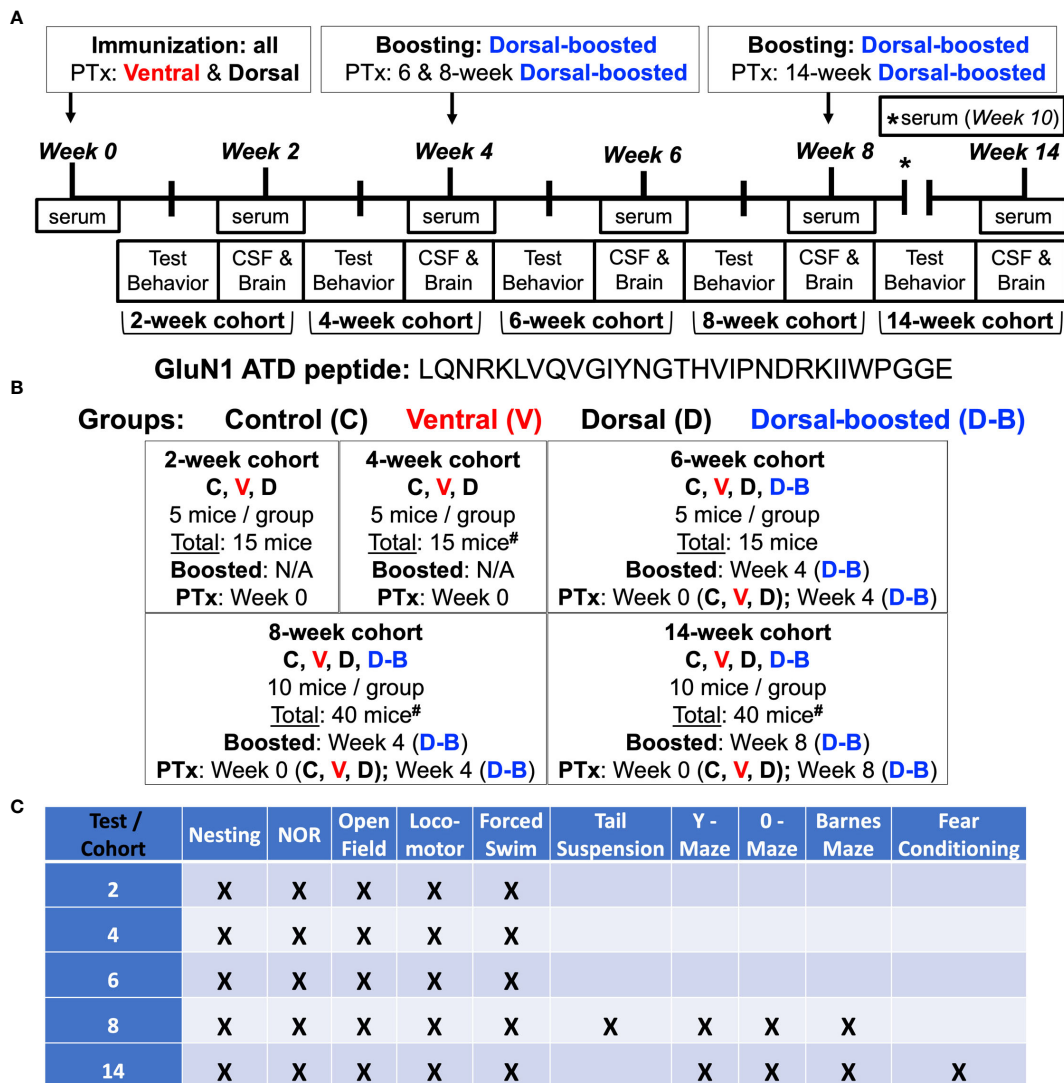 A
Immunization: all
PTx: Ventral & Dorsal
Boosting: Dorsal-boosted
PTx: 6 & 8-week Dorsal-boosted
Boosting: Dorsal-boosted
PTx: 14-week Dorsal-boosted
*serum (Week 10)
Week 0 Week 2 Week 4 Week 6 Week 8 * Week 14
serum serum serum serum serum serum
Test CSF & Test CSF & Test CSF & Test CSF & Test CSF &
Behavior Brain Behavior Brain Behavior Brain Behavior Brain Behavior Brain
2-week cohort 4-week cohort 6-week cohort 8-week cohort 14-week cohort
GluN1 ATD peptide: LQNRKLVQVGIYNGTHVIPNDRKIIWPGGE
B
Groups: Control (C) Ventral (V) Dorsal (D) Dorsal-boosted (D-B)
2-week cohort
C, V, D
5 mice / group
Total: 15 mice
Boosted: N/A
PTx: Week 0
4-week cohort
C, V, D
5 mice / group
Total: 15 mice#
Boosted: N/A
PTx: Week 0
6-week cohort
C, V, D, D-B
5 mice / group
Total: 15 mice
Boosted: Week 4 (D-B)
PTx: Week 0 (C, V, D); Week 4 (D-B)
8-week cohort
C, V, D, D-B
10 mice / group
Total: 40 mice#
Boosted: Week 4 (D-B)
PTx: Week 0 (C, V, D); Week 4 (D-B)
14-week cohort
C, V, D, D-B
10 mice / group
Total: 40 mice#
Boosted: Week 8 (D-B)
PTx: Week 0 (C, V, D); Week 8 (D-B)
C
Test / Cohort Nesting NOR Open Field Loco-motor Forced Swim Tail Suspension Y - Maze 0 - Maze Barnes Maze Fear Conditioning
2 X X X X X
4 X X X X X
6 X X X X X
8 X X X X X X X X X
14 X X X X X X X X X